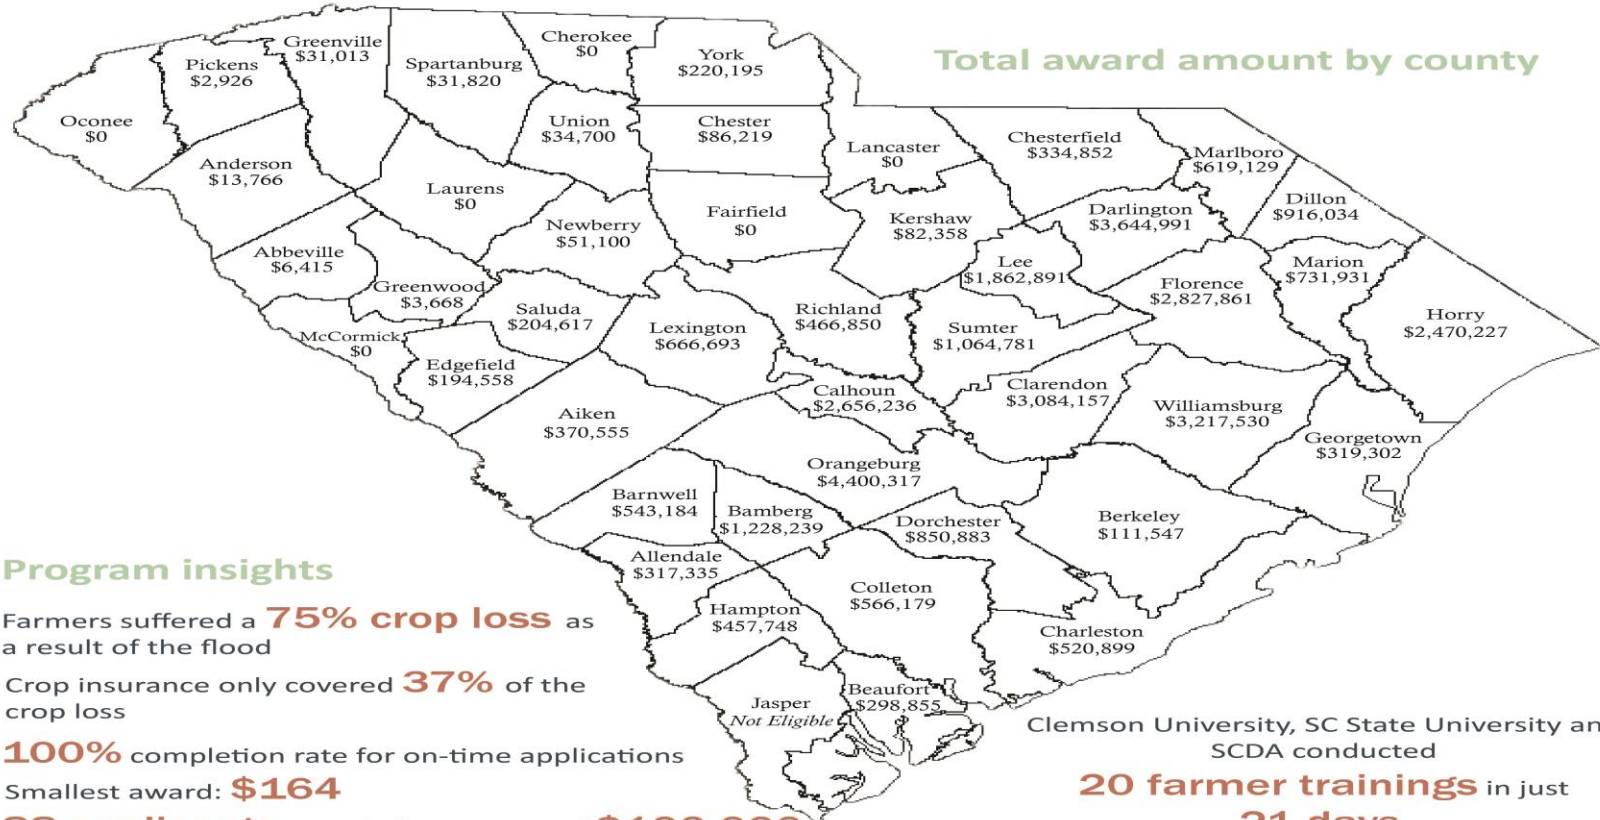 Total award amount by county
Oconee
$0
Pickens
$2,926
Greenville
$31,013
Spartanburg
$31,820
Cherokee
$0
York
$220,195
Anderson
$13,766
Laurens
$0
Union
$34,700
Chester
$86,219
Lancaster
$0
Chesterfield
$334,852
Marlboro
$619,129
Dillon
$916,034
Abbeville
$6,415
Greenwood
$3,668
Newberry
$51,100
Fairfield
$0
Kershaw
$82,358
Darlington
$3,644,991
Lee
$1,862,891
Florence
$2,827,861
Marion
$731,931
Horry
$2,470,227
McCormick
$0
Saluda
$204,617
Edgefield
$194,558
Lexington
$666,693
Richland
$466,850
Sumter
$1,064,781
Aiken
$370,555
Calhoun
$2,656,236
Clarendon
$3,084,157
Williamsburg
$3,217,530
Georgetown
$319,302
Orangeburg
$4,400,317
Barnwell
$543,184
Bamberg
$1,228,239
Dorchester
$850,883
Berkeley
$111,547
Allendale
$317,335
Hampton
$457,748
Colleton
$566,179
Charleston
$520,899
Jasper
Not Eligible
Beaufort
$298,855
Program insights
Farmers suffered a 75% crop loss as
a result of the flood
Crop insurance only covered 37% of the
crop loss
100% completion rate for on-time applications
Smallest award: $164
Clemson University, SC State University an
SCDA conducted
20 farmer trainings in just
21 days